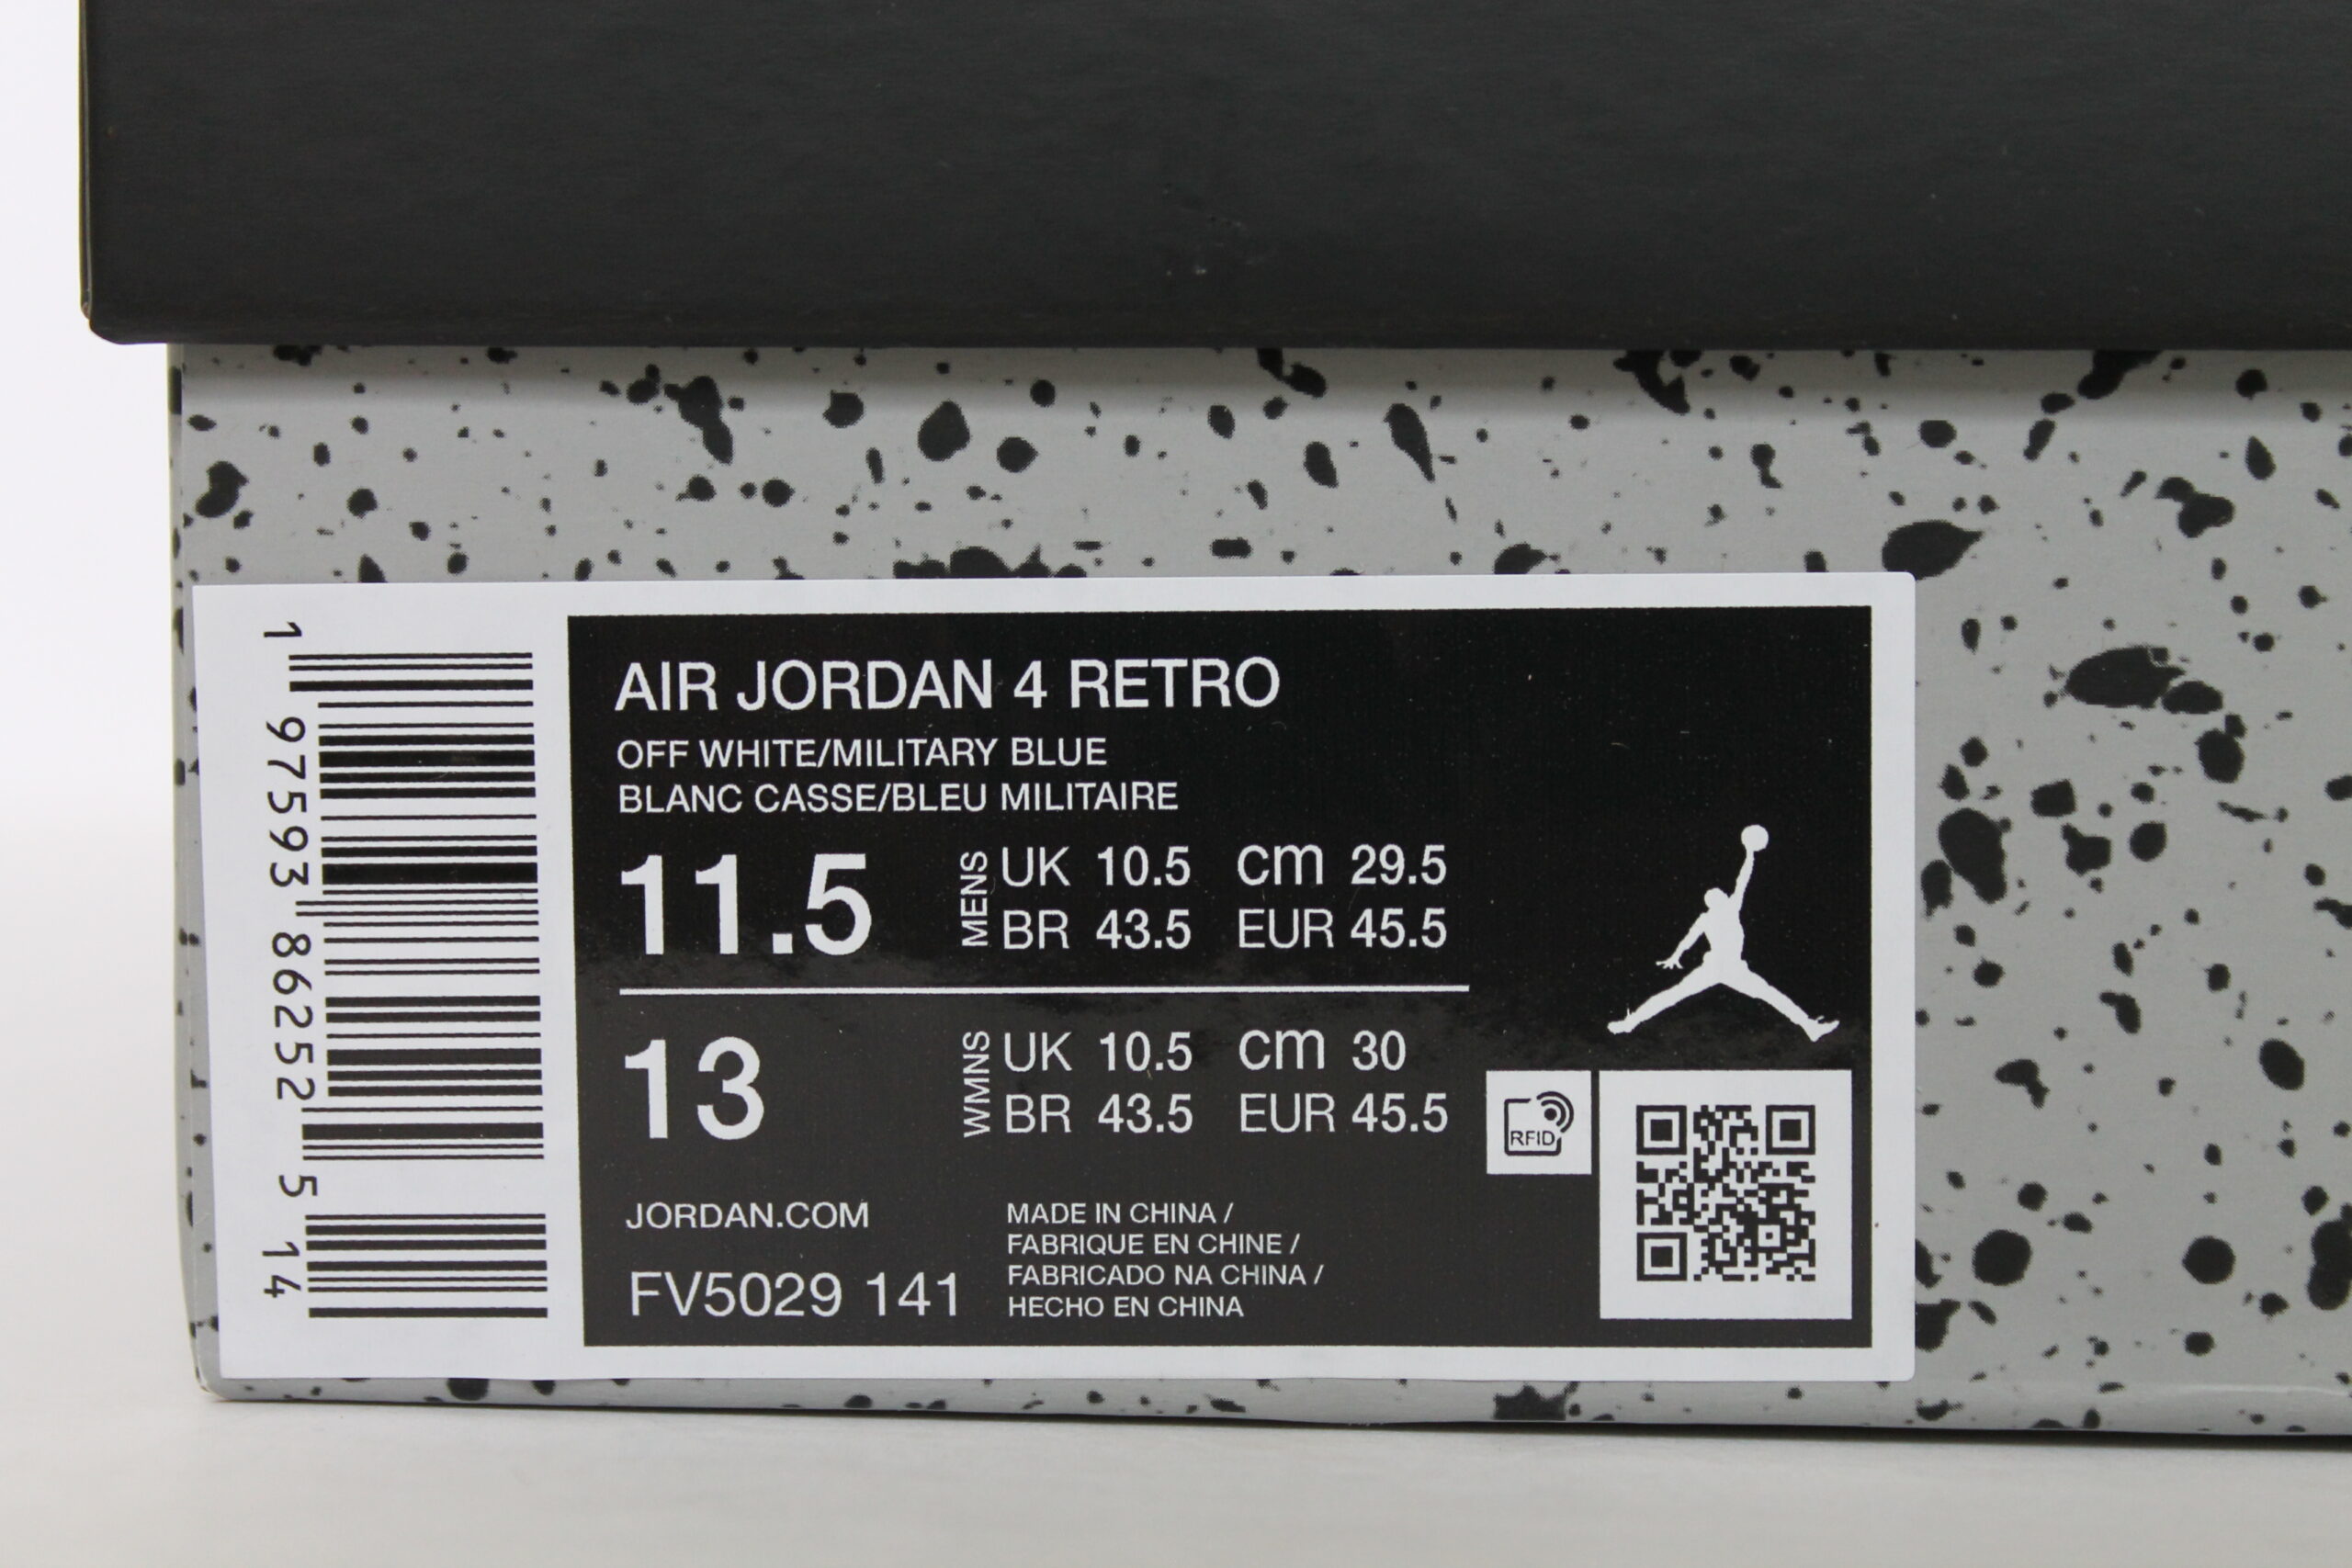 1 97593 86252 5 14
AIR JORDAN 4 RETRO
OFF WHITE/MILITARY BLUE
BLANC CASSE/BLEU MILITAIRE
11.5 MENS UK 10.5 cm 29.5
BR 43.5 EUR 45.5
13 WMNS UK 10.5 cm 30
BR 43.5 EUR 45.5
RFID
JORDAN.COM
FV5029 141
MADE IN CHINA /
FABRIQUE EN CHINE /
FABRICADO NA CHINA /
HECHO EN CHINA